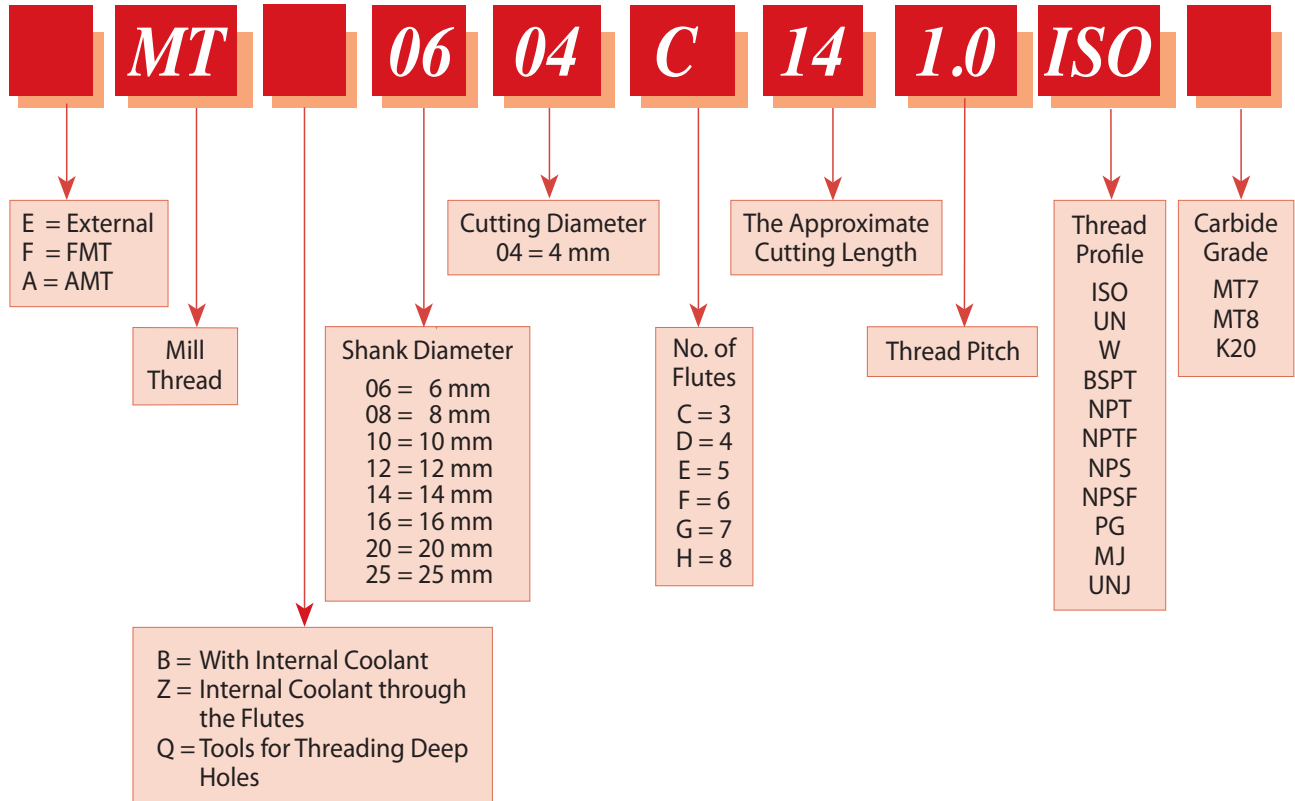 MT 06 04 C 14 1.0 ISO
E = External
F = FMT
A = AMT
Mill
Thread
B = With Internal Coolant
Z = Internal Coolant through
the Flutes
Q = Tools for Threading Deep
Holes
Shank Diameter
06 = 6 mm
08 = 8 mm
10 = 10 mm
12 = 12 mm
14 = 14 mm
16 = 16 mm
20 = 20 mm
25 = 25 mm
Cutting Diameter
04 = 4 mm
No. of
Flutes
C = 3
D = 4
E = 5
F = 6
G = 7
H = 8
The Approximate
Cutting Length
Thread Pitch
Thread
Profile
ISO
UN
W
BSPT
NPT
NPTF
NPS
NPSF
PG
MJ
UNJ
Carbide
Grade
MT7
MT8
K20